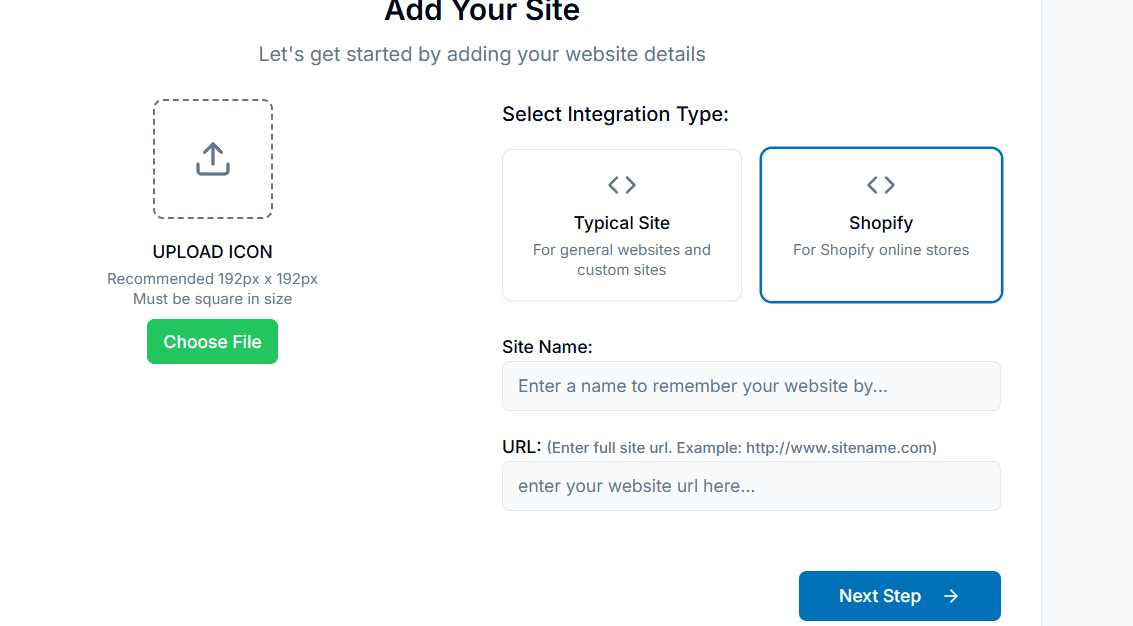 Add Your Site
Let's get started by adding your website details
UPLOAD ICON
Recommended 192px x 192px
Must be square in size
Choose File
Select Integration Type:
Typical Site
For general websites and
custom sites
Shopify
For Shopify online stores
Site Name:
Enter a name to remember your website by...
URL: (Enter full site url. Example: http://www.sitename.com)
enter your website url here...
Next Step